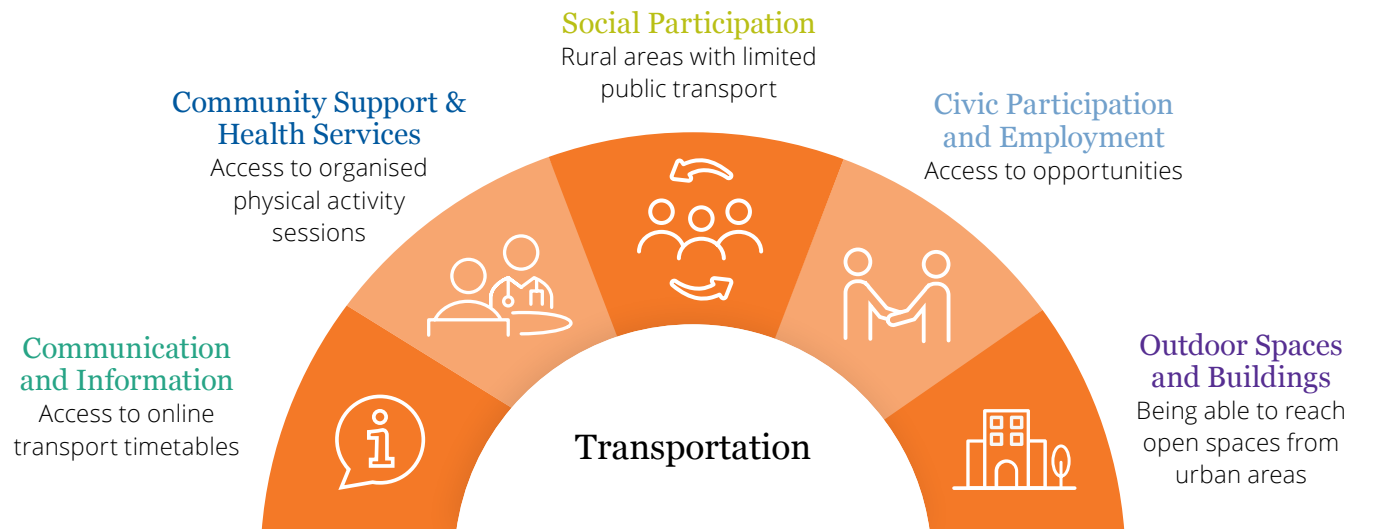 Social Participation
Rural areas with limited
public transport
Community Support &
Health Services
Access to organised
physical activity
sessions
Civic Participation
and Employment
Access to opportunities
Communication
and Information
Access to online
transport timetables
Outdoor Spaces
and Buildings
Being able to reach
open spaces from
urban areas
Transportation